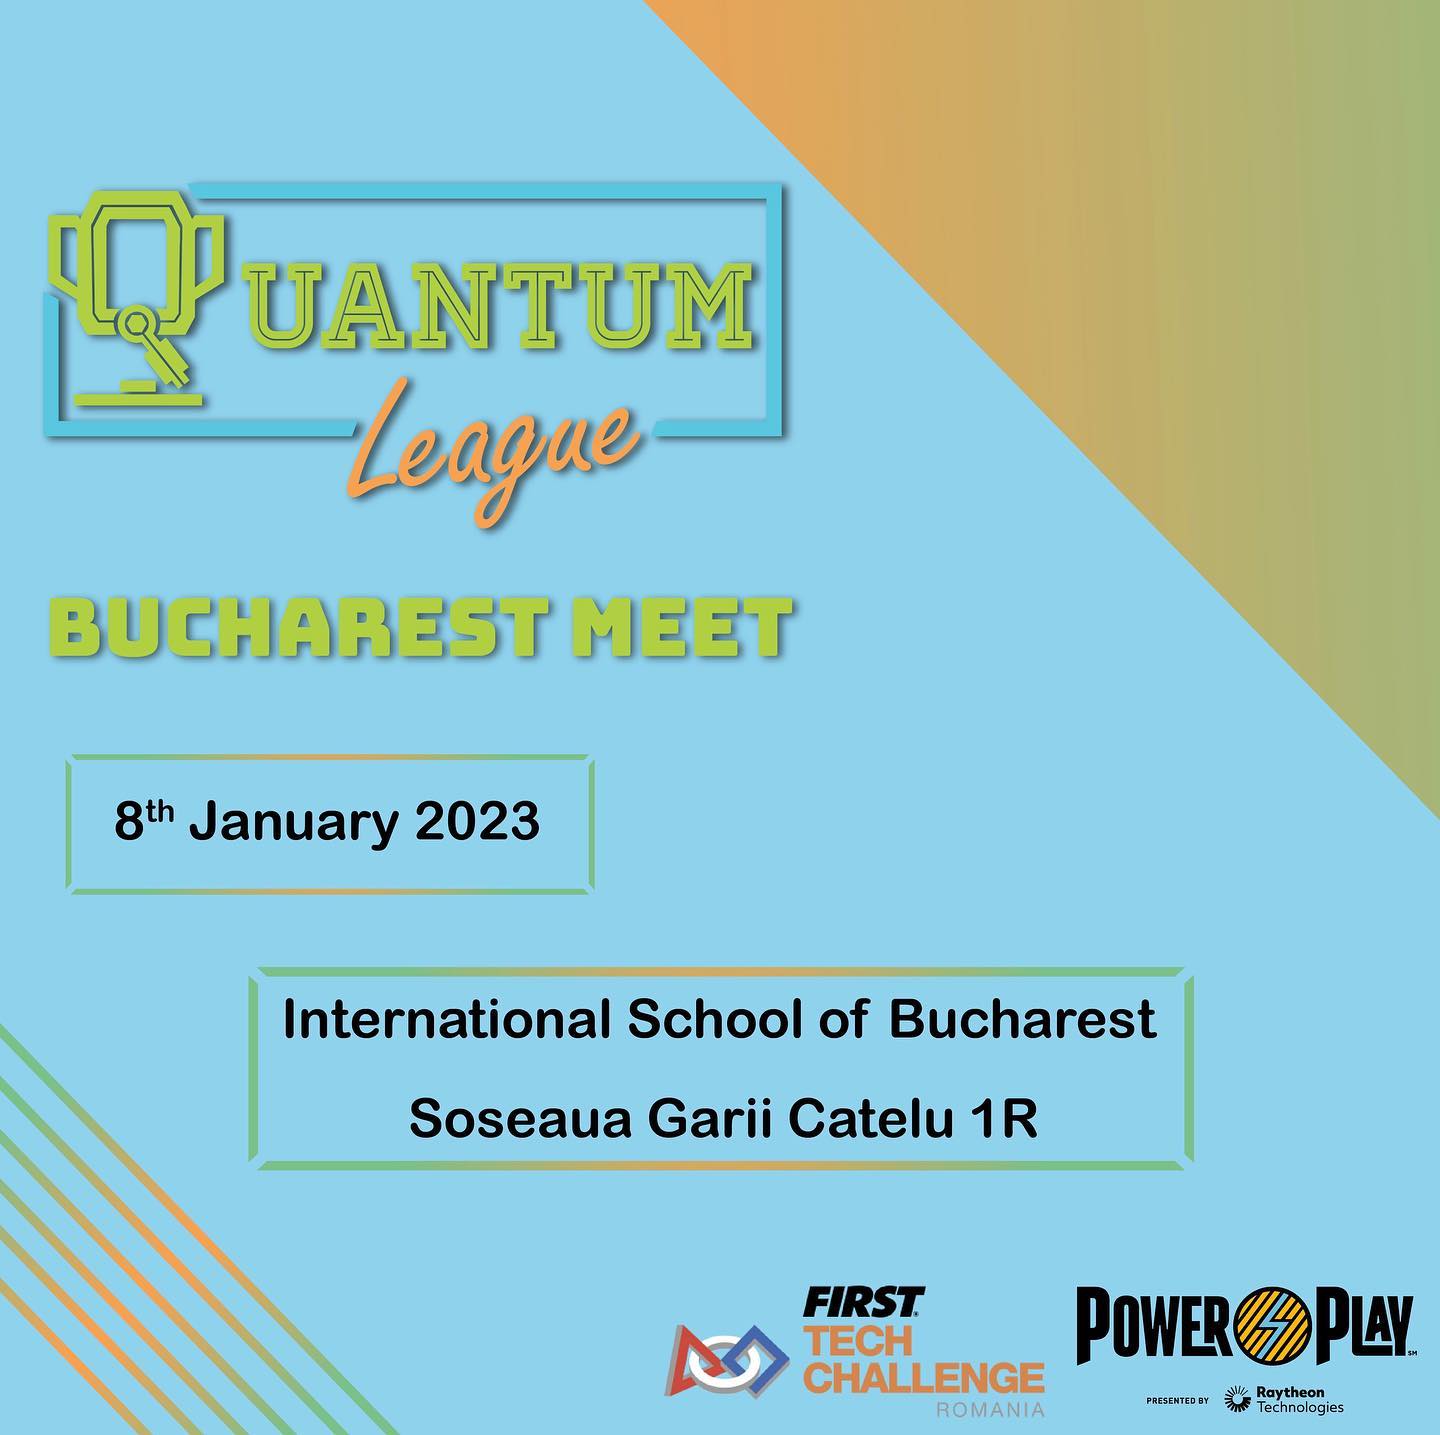 QUANTUM
League
BUCHAREST MEET
8th January 2023
International School of Bucharest
Soseaua Garii Catelu 1R
FIRST®
TECH
CHALLENGE
ROMANIA
POWER PLAY℠
PRESENTED BY Raytheon
Technologies